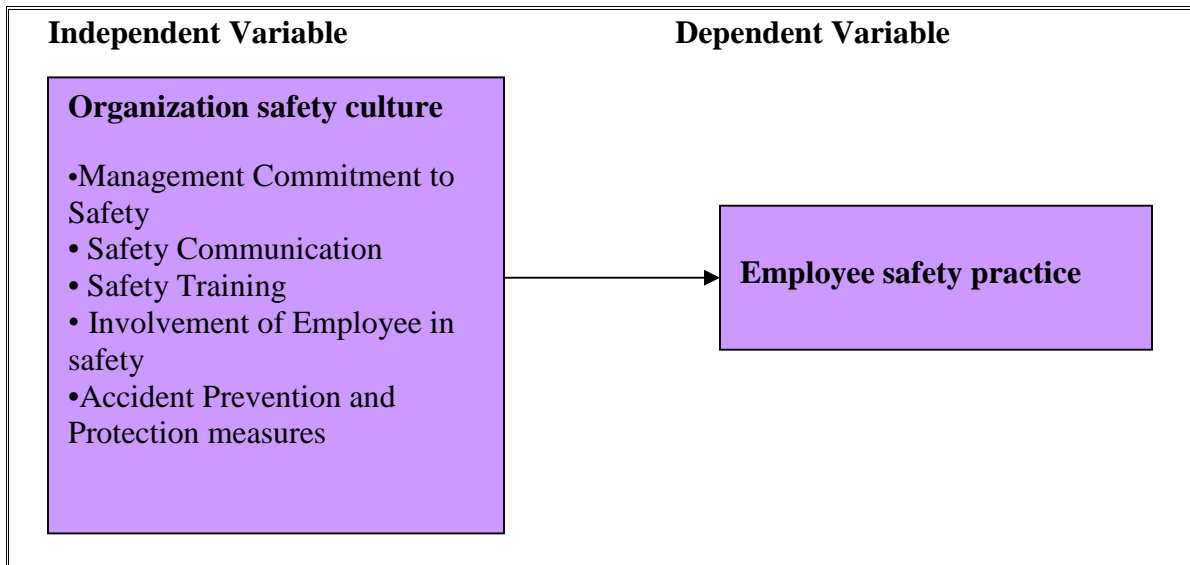 Independent Variable
Dependent Variable
Organization safety culture
•Management Commitment to
Safety
• Safety Communication
• Safety Training
• Involvement of Employee in
safety
•Accident Prevention and
Protection measures
Employee safety practice